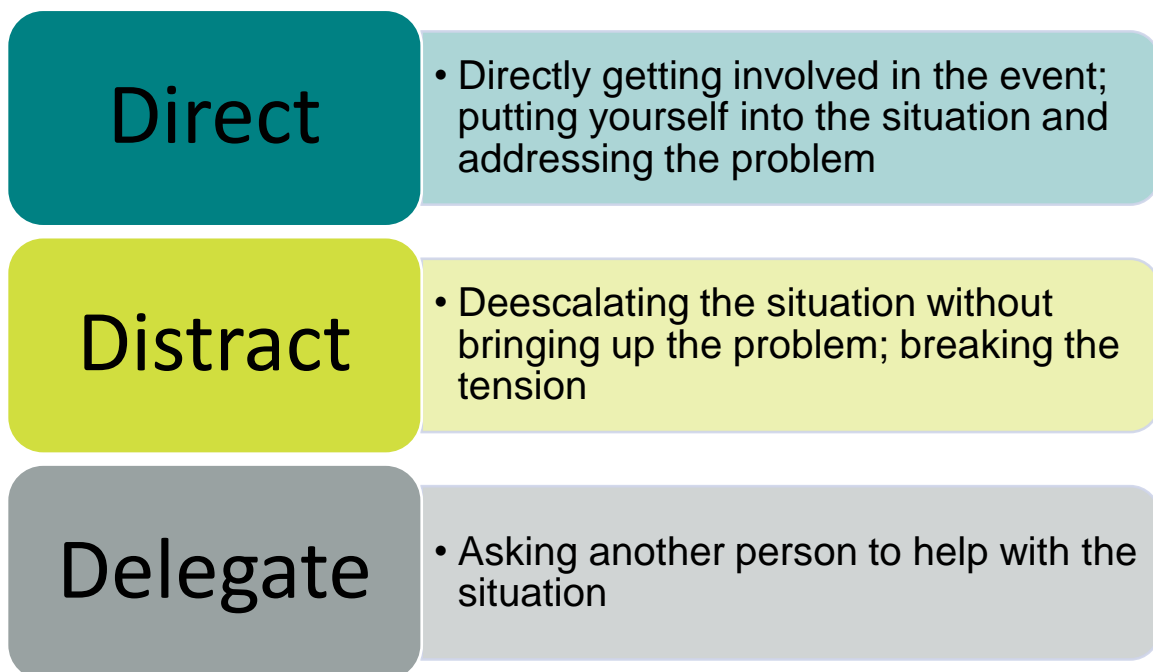 Direct
• Directly getting involved in the event;
putting yourself into the situation and
addressing the problem
Distract
• Deescalating the situation without
bringing up the problem; breaking the
tension
Delegate
• Asking another person to help with the
situation